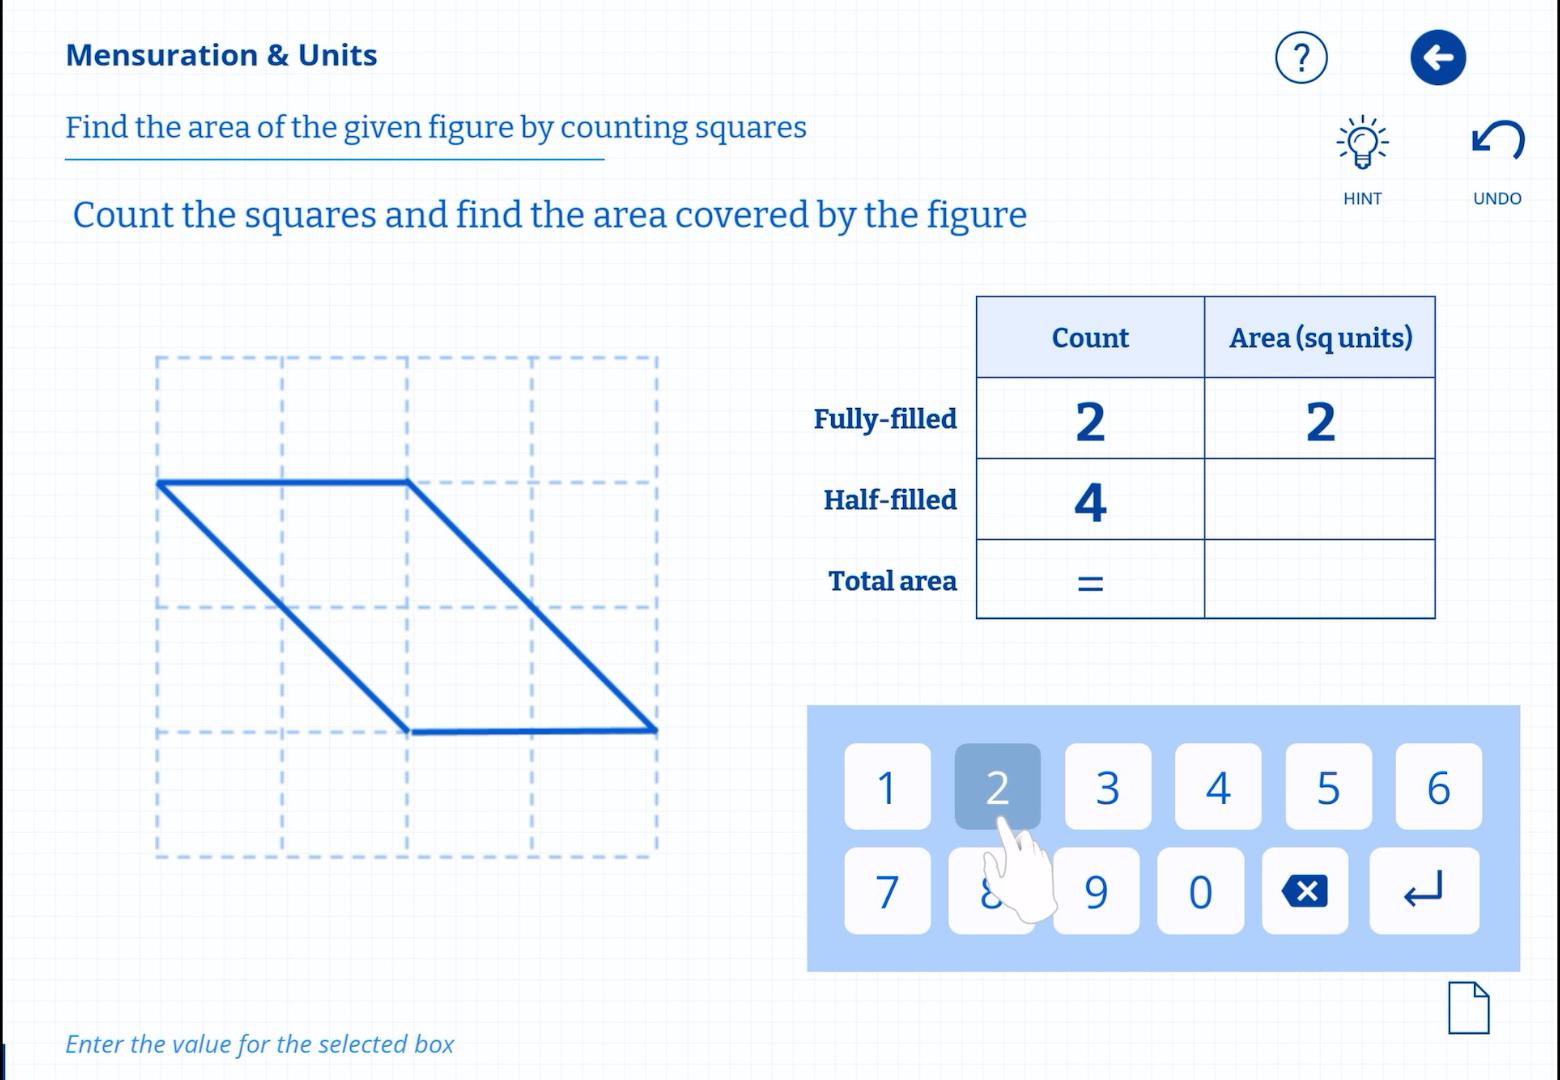 Mensuration & Units
?
Find the area of the given figure by counting squares
HINT
UNDO
Count the squares and find the area covered by the figure
Count Area (sq units)
Fully-filled 2 2
Half-filled 4
Total area =
1 2 3 4 5 6
7 8 9 0
Enter the value for the selected box